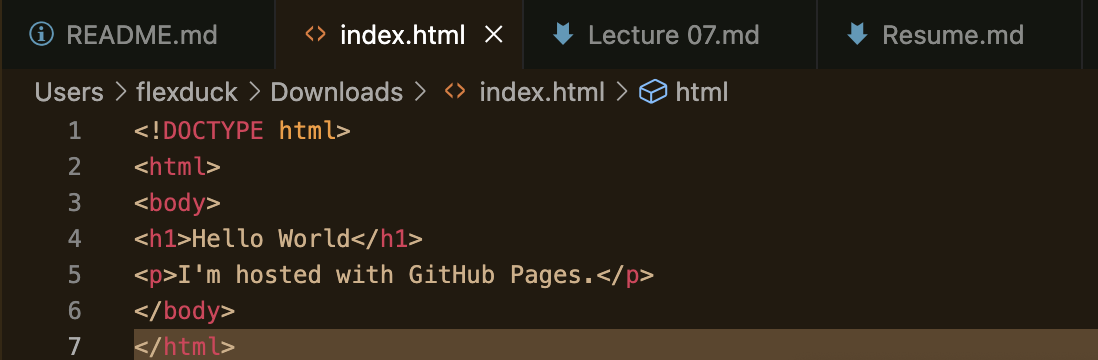 README.md index.html Lecture 07.md Resume.md
Users > flexduck > Downloads > index.html > html
1 <!DOCTYPE html>
2 <html>
3 <body>
4 <h1>Hello World</h1>
5 <p>I'm hosted with GitHub Pages.</p>
6 </body>
7 </html>